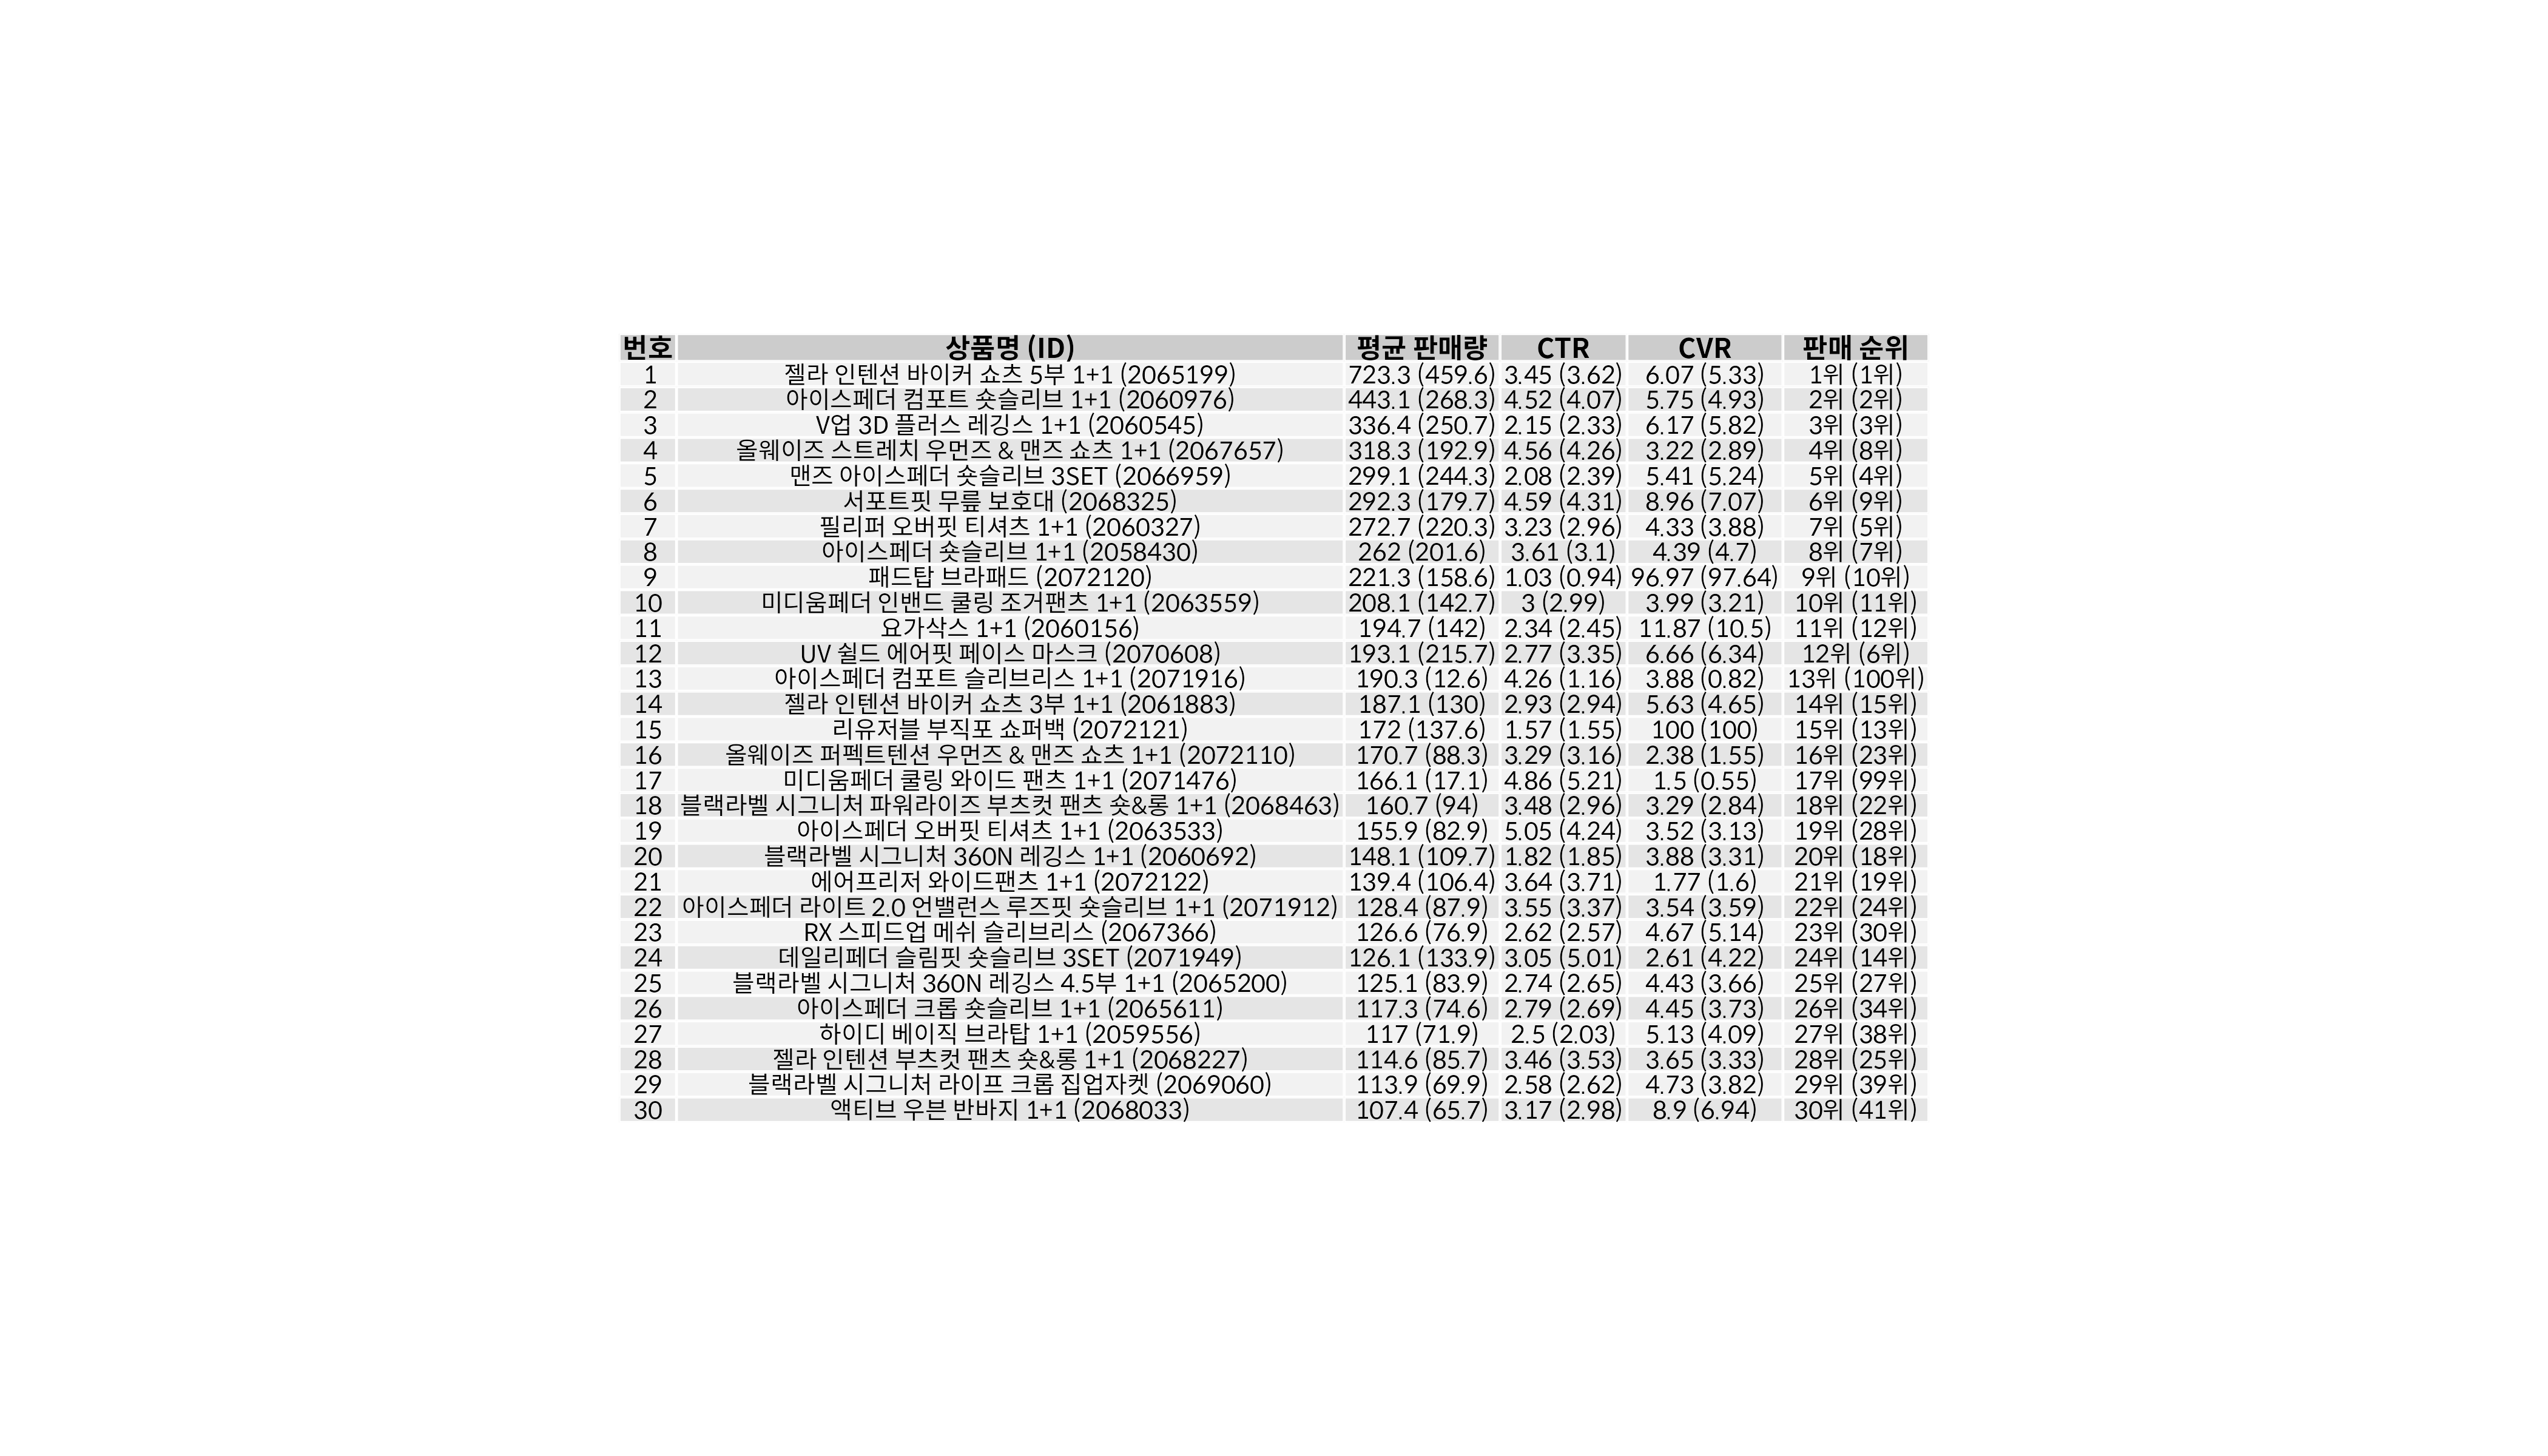 번호 상품명 (ID) 평균 판매량 CTR CVR 판매 순위
1 젤라 인텐션 바이커 쇼츠 5부 1+1 (2065199) 723.3 (459.6) 3.45 (3.62) 6.07 (5.33) 1위 (1위)
2 아이스페더 컴포트 숏슬리브 1+1 (2060976) 443.1 (268.3) 4.52 (4.07) 5.75 (4.93) 2위 (2위)
3 V업 3D 플러스 레깅스 1+1 (2060545) 336.4 (250.7) 2.15 (2.33) 6.17 (5.82) 3위 (3위)
4 올웨이즈 스트레치 우먼즈 & 맨즈 쇼츠 1+1 (2067657) 318.3 (192.9) 4.56 (4.26) 3.22 (2.89) 4위 (8위)
5 맨즈 아이스페더 숏슬리브 3SET (2066959) 299.1 (244.3) 2.08 (2.39) 5.41 (5.24) 5위 (4위)
6 서포트핏 무릎 보호대 (2068325) 292.3 (179.7) 4.59 (4.31) 8.96 (7.07) 6위 (9위)
7 필리퍼 오버핏 티셔츠 1+1 (2060327) 272.7 (220.3) 3.23 (2.96) 4.33 (3.88) 7위 (5위)
8 아이스페더 숏슬리브 1+1 (2058430) 262 (201.6) 3.61 (3.1) 4.39 (4.7) 8위 (7위)
9 패드탑 브라패드 (2072120) 221.3 (158.6) 1.03 (0.94) 96.97 (97.64) 9위 (10위)
10 미디움페더 인밴드 쿨링 조거팬츠 1+1 (2063559) 208.1 (142.7) 3 (2.99) 3.99 (3.21) 10위 (11위)
11 요가삭스 1+1 (2060156) 194.7 (142) 2.34 (2.45) 11.87 (10.5) 11위 (12위)
12 UV 쉴드 에어핏 페이스 마스크 (2070608) 193.1 (215.7) 2.77 (3.35) 6.66 (6.34) 12위 (6위)
13 아이스페더 컴포트 슬리브리스 1+1 (2071916) 190.3 (12.6) 4.26 (1.16) 3.88 (0.82) 13위 (100위)
14 젤라 인텐션 바이커 쇼츠 3부 1+1 (2061883) 187.1 (130) 2.93 (2.94) 5.63 (4.65) 14위 (15위)
15 리유저블 부직포 쇼퍼백 (2072121) 172 (137.6) 1.57 (1.55) 100 (100) 15위 (13위)
16 올웨이즈 퍼펙트텐션 우먼즈 & 맨즈 쇼츠 1+1 (2072110) 170.7 (88.3) 3.29 (3.16) 2.38 (1.55) 16위 (23위)
17 미디움페더 쿨링 와이드 팬츠 1+1 (2071476) 166.1 (17.1) 4.86 (5.21) 1.5 (0.55) 17위 (99위)
18 블랙라벨 시그니처 파워라이즈 부츠컷 팬츠 숏&롱 1+1 (2068463) 160.7 (94) 3.48 (2.96) 3.29 (2.84) 18위 (22위)
19 아이스페더 오버핏 티셔츠 1+1 (2063533) 155.9 (82.9) 5.05 (4.24) 3.52 (3.13) 19위 (28위)
20 블랙라벨 시그니처 360N 레깅스 1+1 (2060692) 148.1 (109.7) 1.82 (1.85) 3.88 (3.31) 20위 (18위)
21 에어프리저 와이드팬츠 1+1 (2072122) 139.4 (106.4) 3.64 (3.71) 1.77 (1.6) 21위 (19위)
22 아이스페더 라이트 2.0 언밸런스 루즈핏 숏슬리브 1+1 (2071912) 128.4 (87.9) 3.55 (3.37) 3.54 (3.59) 22위 (24위)
23 RX 스피드업 메쉬 슬리브리스 (2067366) 126.6 (76.9) 2.62 (2.57) 4.67 (5.14) 23위 (30위)
24 데일리페더 슬림핏 숏슬리브 3SET (2071949) 126.1 (133.9) 3.05 (5.01) 2.61 (4.22) 24위 (14위)
25 블랙라벨 시그니처 360N 레깅스 4.5부 1+1 (2065200) 125.1 (83.9) 2.74 (2.65) 4.43 (3.66) 25위 (27위)
26 아이스페더 크롭 숏슬리브 1+1 (2065611) 117.3 (74.6) 2.79 (2.69) 4.45 (3.73) 26위 (34위)
27 하이디 베이직 브라탑 1+1 (2059556) 117 (71.9) 2.5 (2.03) 5.13 (4.09) 27위 (38위)
28 젤라 인텐션 부츠컷 팬츠 숏&롱 1+1 (2068227) 114.6 (85.7) 3.46 (3.53) 3.65 (3.33) 28위 (25위)
29 블랙라벨 시그니처 라이프 크롭 집업자켓 (2069060) 113.9 (69.9) 2.58 (2.62) 4.73 (3.82) 29위 (39위)
30 액티브 우븐 반바지 1+1 (2068033) 107.4 (65.7) 3.17 (2.98) 8.9 (6.94) 30위 (41위)